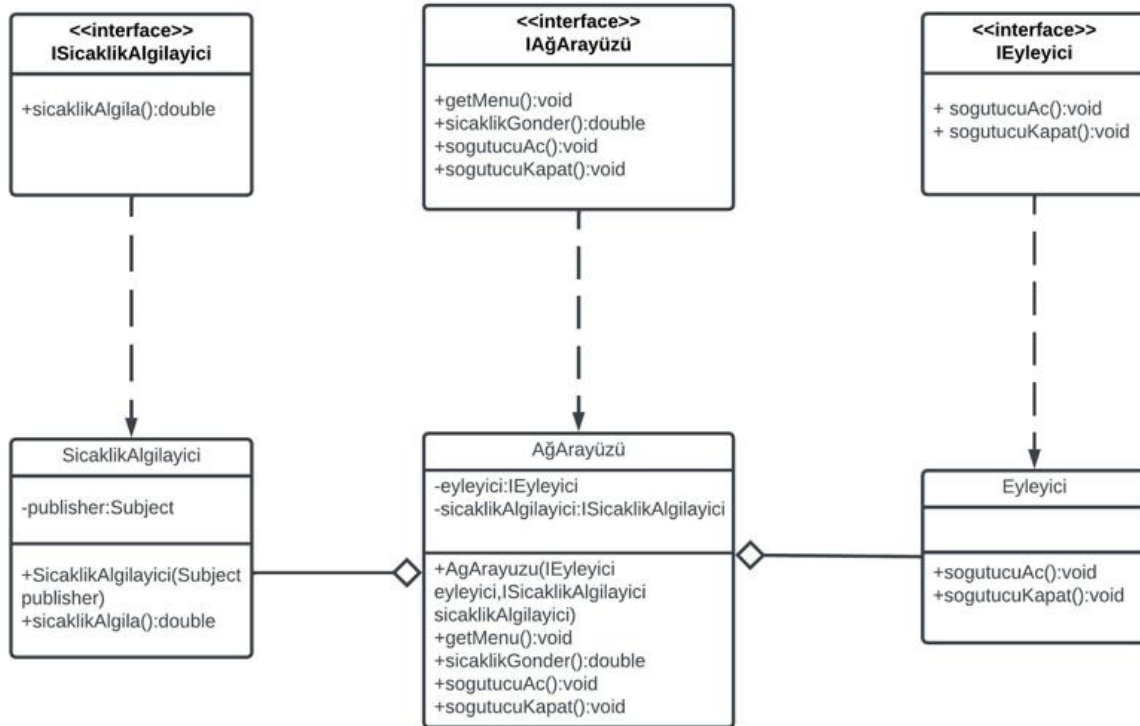 <<interface>>
ISicaklikAlgilayici
+sicaklikAlgila():double
<<interface>>
IAğArayüzü
+getMenu():void
+sicaklikGonder():double
+sogutucuAc():void
+sogutucuKapat():void
<<interface>>
IEyleyici
+ sogutucuAc():void
+ sogutucuKapat():void
SicaklikAlgilayici
-publisher:Subject
+SicaklikAlgilayici(Subject
publisher)
+sicaklikAlgila():double
AğArayüzü
-eyleyici:IEyleyici
-sicaklikAlgilayici:ISicaklikAlgilayici
+AgArayuzu(IEyleyici
eyleyici,ISicaklikAlgilayici
sicaklikAlgilayici)
+getMenu():void
+sicaklikGonder():double
+sogutucuAc():void
+sogutucuKapat():void
Eyleyici
+sogutucuAc():void
+sogutucuKapat():void